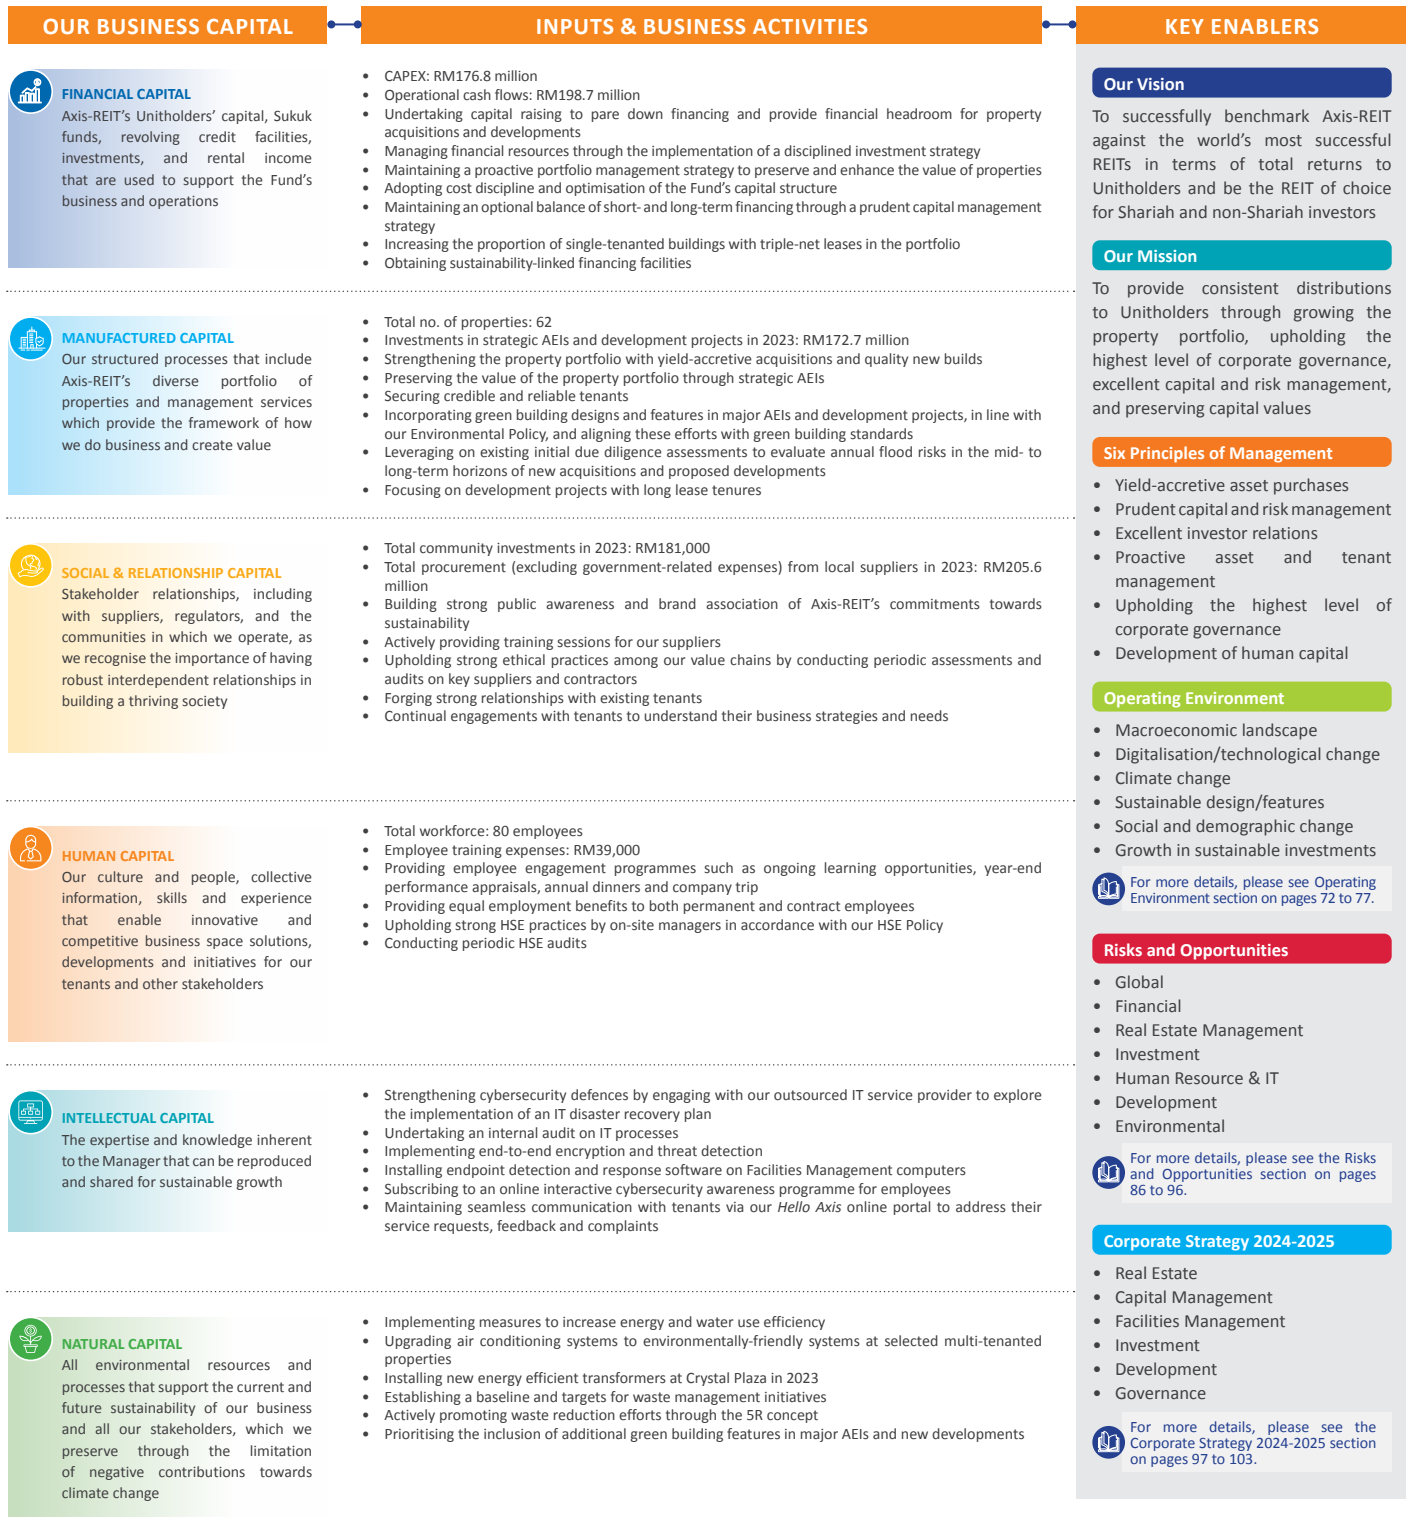 OUR BUSINESS CAPITAL
INPUTS & BUSINESS ACTIVITIES
KEY ENABLERS
FINANCIAL CAPITAL
Axis-REIT's Unitholders' capital, Sukuk
funds, revolving credit facilities,
investments, and rental income
that are used to support the Fund's
business and operations
• CAPEX: RM176.8 million
• Operational cash flows: RM198.7 million
• Undertaking capital raising to pare down financing and provide financial headroom for property
acquisitions and developments
• Managing financial resources through the implementation of a disciplined investment strategy
• Maintaining a proactive portfolio management strategy to preserve and enhance the value of properties
• Adopting cost discipline and optimisation of the Fund's capital structure
• Maintaining an optional balance of short- and long-term financing through a prudent capital management
strategy
• Increasing the proportion of single-tenanted buildings with triple-net leases in the portfolio
• Obtaining sustainability-linked financing facilities
MANUFACTURED CAPITAL
Our structured processes that include
Axis-REIT's diverse portfolio of
properties and management services
which provide the framework of how
we do business and create value
• Total no. of properties: 62
• Investments in strategic AEIs and development projects in 2023: RM172.7 million
• Strengthening the property portfolio with yield-accretive acquisitions and quality new builds
• Preserving the value of the property portfolio through strategic AEIs
• Securing credible and reliable tenants
• Incorporating green building designs and features in major AEIs and development projects, in line with
our Environmental Policy, and aligning these efforts with green building standards
• Leveraging on existing initial due diligence assessments to evaluate annual flood risks in the mid- to
long-term horizons of new acquisitions and proposed developments
• Focusing on development projects with long lease tenures
SOCIAL & RELATIONSHIP CAPITAL
Stakeholder relationships, including
with suppliers, regulators, and the
communities in which we operate, as
we recognise the importance of having
robust interdependent relationships in
building a thriving society
• Total community investments in 2023: RM181,000
• Total procurement (excluding government-related expenses) from local suppliers in 2023: RM205.6
million
• Building strong public awareness and brand association of Axis-REIT's commitments towards
sustainability
• Actively providing training sessions for our suppliers
• Upholding strong ethical practices among our value chains by conducting periodic assessments and
audits on key suppliers and contractors
• Forging strong relationships with existing tenants
• Continual engagements with tenants to understand their business strategies and needs
HUMAN CAPITAL
Our culture and people, collective
information, skills and experience
that enable innovative and
competitive business space solutions,
developments and initiatives for our
tenants and other stakeholders
• Total workforce: 80 employees
• Employee training expenses: RM39,000
• Providing employee engagement programmes such as ongoing learning opportunities, year-end
performance appraisals, annual dinners and company trip
• Providing equal employment benefits to both permanent and contract employees
• Upholding strong HSE practices by on-site managers in accordance with our HSE Policy
• Conducting periodic HSE audits
INTELLECTUAL CAPITAL
The expertise and knowledge inherent
to the Manager that can be reproduced
and shared for sustainable growth
• Strengthening cybersecurity defences by engaging with our outsourced IT service provider to explore
the implementation of an IT disaster recovery plan
• Undertaking an internal audit on IT processes
• Implementing end-to-end encryption and threat detection
• Installing endpoint detection and response software on Facilities Management computers
• Subscribing to an online interactive cybersecurity awareness programme for employees
• Maintaining seamless communication with tenants via our Hello Axis online portal to address their
service requests, feedback and complaints
NATURAL CAPITAL
All environmental resources and
processes that support the current and
future sustainability of our business
and all our stakeholders, which we
preserve through the limitation
of negative contributions towards
climate change
• Implementing measures to increase energy and water use efficiency
• Upgrading air conditioning systems to environmentally-friendly systems at selected multi-tenanted
properties
• Installing new energy efficient transformers at Crystal Plaza in 2023
• Establishing a baseline and targets for waste management initiatives
• Actively promoting waste reduction efforts through the 5R concept
• Prioritising the inclusion of additional green building features in major AEIs and new developments
Our Vision
To successfully benchmark Axis-REIT
against the world's most successful
REITs in terms of total returns to
Unitholders and be the REIT of choice
for Shariah and non-Shariah investors
Our Mission
To provide consistent distributions
to Unitholders through growing the
property portfolio, upholding the
highest level of corporate governance,
excellent capital and risk management,
and preserving capital values
Six Principles of Management
• Yield-accretive asset purchases
• Prudent capital and risk management
• Excellent investor relations
• Proactive asset and tenant
management
• Upholding the highest level of
corporate governance
• Development of human capital
Operating Environment
• Macroeconomic landscape
• Digitalisation/technological change
• Climate change
• Sustainable design/features
• Social and demographic change
• Growth in sustainable investments
For more details, please see Operating
Environment section on pages 72 to 77.
Risks and Opportunities
• Global
• Financial
• Real Estate Management
• Investment
• Human Resource & IT
• Development
• Environmental
For more details, please see the Risks
and Opportunities section on pages
86 to 96.
Corporate Strategy 2024-2025
• Real Estate
• Capital Management
• Facilities Management
• Investment
• Development
• Governance
For more details, please see the
Corporate Strategy 2024-2025 section
on pages 97 to 103.